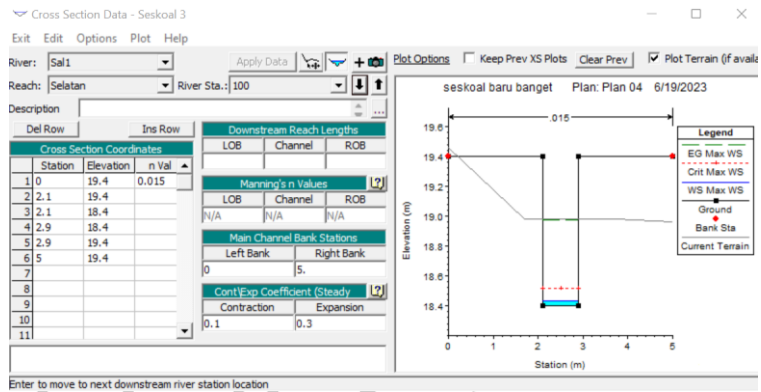 Cross Section Data - Seskoal 3
Exit Edit Options Plot Help
River: Sal1 Apply Data Plot Options Keep Prev XS Plots Clear Prev Plot Terrain (if availa
Reach: Selatan River Sta.: 100
Description ...
Del Row Ins Row
Cross Section Coordinates
Station Elevation n Val
1 0 19.4 0.015
2 2.1 19.4
3 2.1 18.4
4 2.9 18.4
5 2.9 19.4
6 5 19.4
7
8
9
10
11
Downstream Reach Lengths
LOB Channel ROB
Manning's n Values ?
LOB Channel ROB
N/A N/A N/A
Main Channel Bank Stations
Left Bank Right Bank
0 5.
Cont\Exp Coefficient (Steady ?
Contraction Expansion
0.1 0.3
seskoal baru banget Plan: Plan 04 6/19/2023
.015
19.6
19.4
19.2
19.0
18.8
18.6
18.4
Elevation (m)
0 1 2 3 4 5
Station (m)
Legend
EG Max WS
Crit Max WS
WS Max WS
Ground
Bank Sta
Current Terrain
Enter to move to next downstream river station location